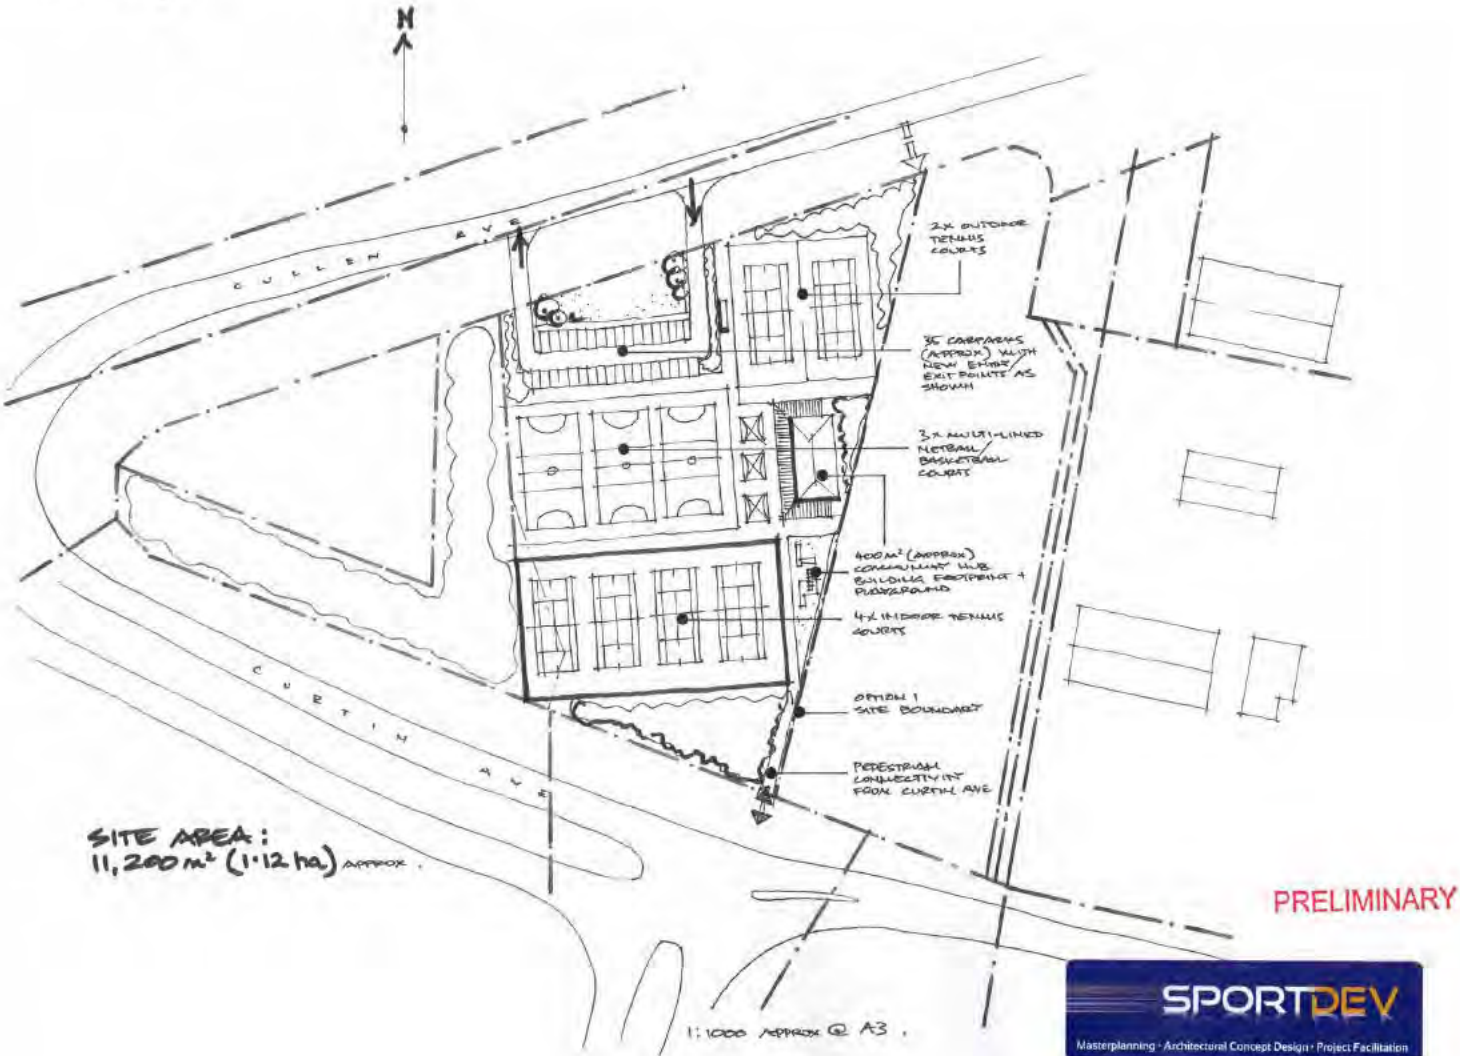 N
CULLEN AVE
2X OUTDOOR
TENNIS
COURTS
35 CARPARKS
(APPROX) WITH
NEW ENTRY/
EXIT POINTS AS
SHOWN
3X MULTI-LINED
NETBALL/
BASKETBALL
COURTS
400m² (APPROX)
COMMUNITY HUB
BUILDING FOOTPRINT +
PLAYGROUND
4X INDOOR TENNIS
COURTS
OPTION 1
SITE BOUNDARY
PEDESTRIAN
CONNECTIVITY
FROM CURTIN AVE
CURTIN AVE
SITE AREA:
11,200m² (1.12 ha) APPROX.
PRELIMINARY
SPORTDEV
Masterplanning · Architectural Concept Design · Project Facilitation
1:1000 APPROX @ A3.